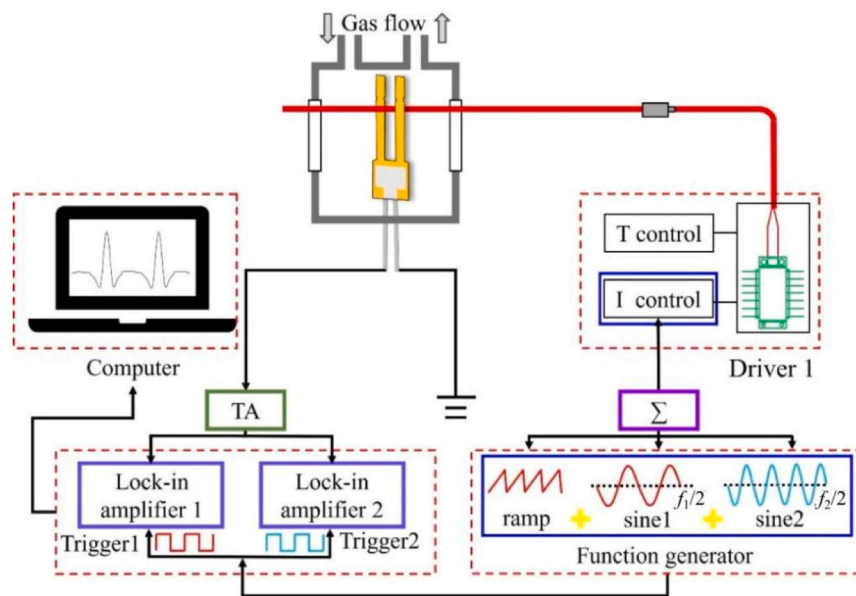 Gas flow
T control
I control
Driver 1
Computer
TA
Σ
Lock-in
amplifier 1
Lock-in
amplifier 2
Trigger1
Trigger2
ramp
sine1
f₁/2
sine2
f₂/2
Function generator